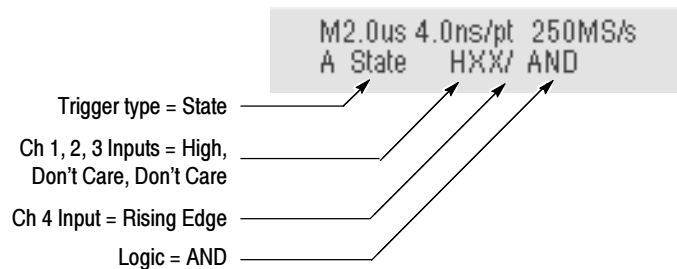 M2.0us 4.0ns/pt 250MS/s
A State HXX/ AND
Trigger type = State
Ch 1, 2, 3 Inputs = High,
Don't Care, Don't Care
Ch 4 Input = Rising Edge
Logic = AND